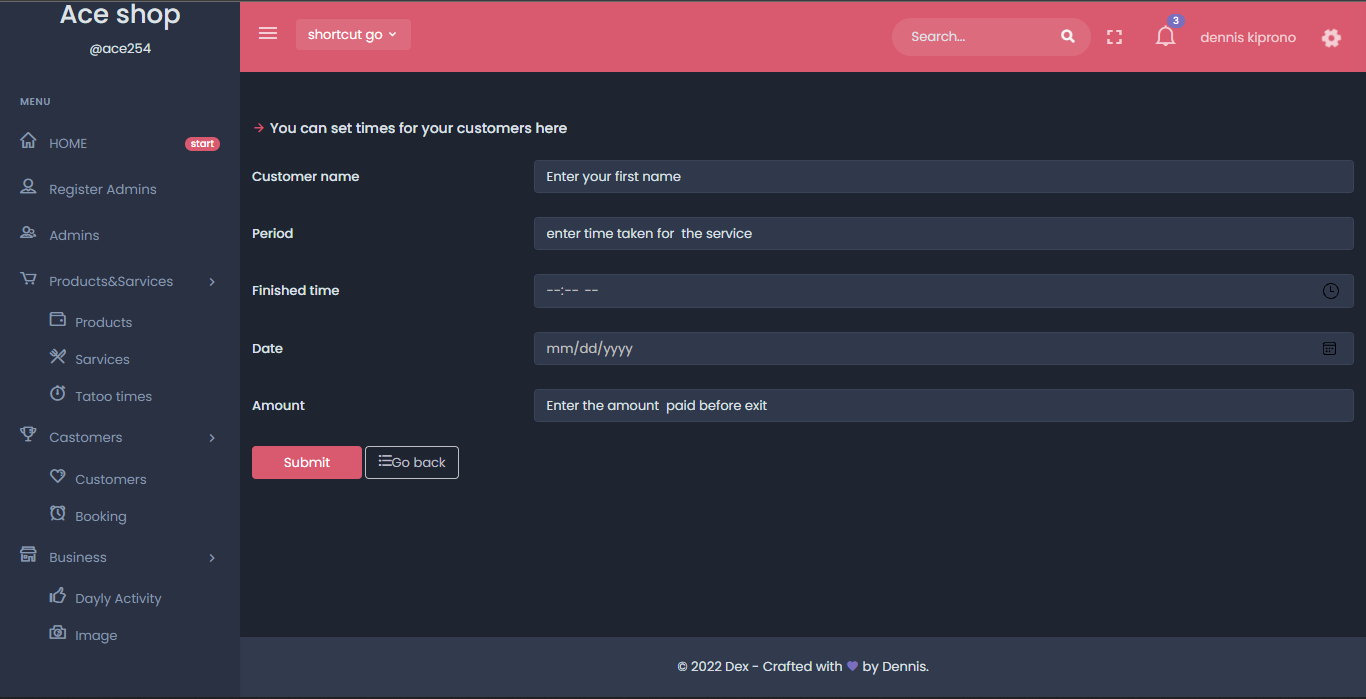 Ace shop
@ace254
MENU
HOME
start
Register Admins
Admins
Products&Sarvices
Products
Sarvices
Tatoo times
Castomers
Customers
Booking
Business
Dayly Activity
Image
shortcut go
Search...
3
dennis kiprono
You can set times for your customers here
Customer name
Enter your first name
Period
enter time taken for  the service
Finished time
--:-- --
Date
mm/dd/yyyy
Amount
Enter the amount  paid before exit
Submit
Go back
© 2022 Dex - Crafted with 💜 by Dennis.